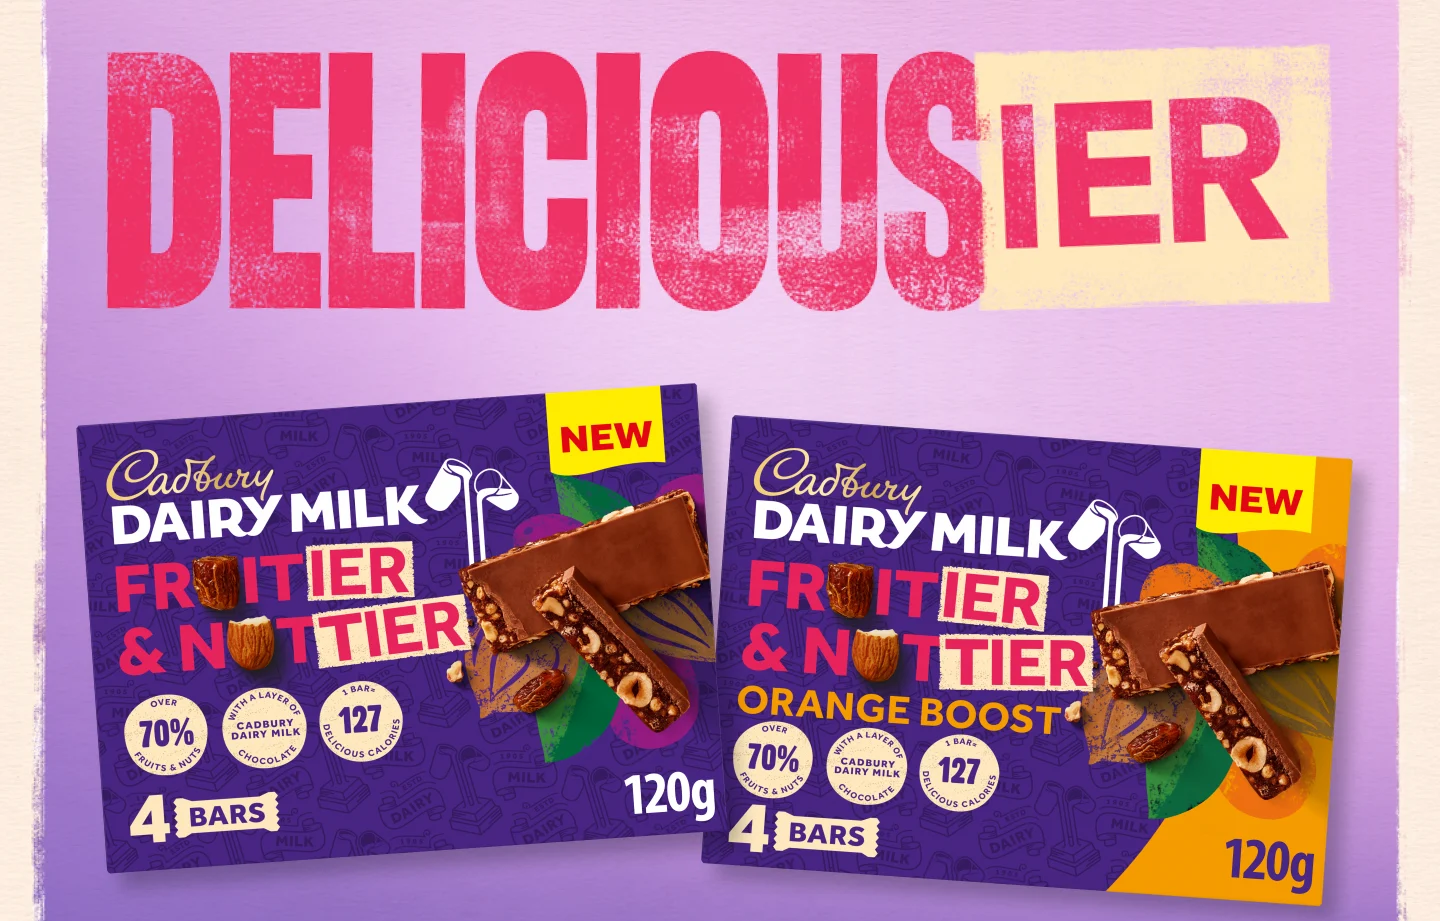 DELICIOUSIER
NEW
Cadbury
DAIRY MILK
FRUITIER
& NUTTIER
OVER
70%
FRUITS & NUTS
WITH A LAYER OF
CADBURY
DAIRY MILK
CHOCOLATE
1 BAR=
127
DELICIOUS CALORIES
4 BARS
120g
NEW
Cadbury
DAIRY MILK
FRUITIER
& NUTTIER
ORANGE BOOST
OVER
70%
FRUITS & NUTS
WITH A LAYER OF
CADBURY
DAIRY MILK
CHOCOLATE
1 BAR=
127
DELICIOUS CALORIES
4 BARS
120g